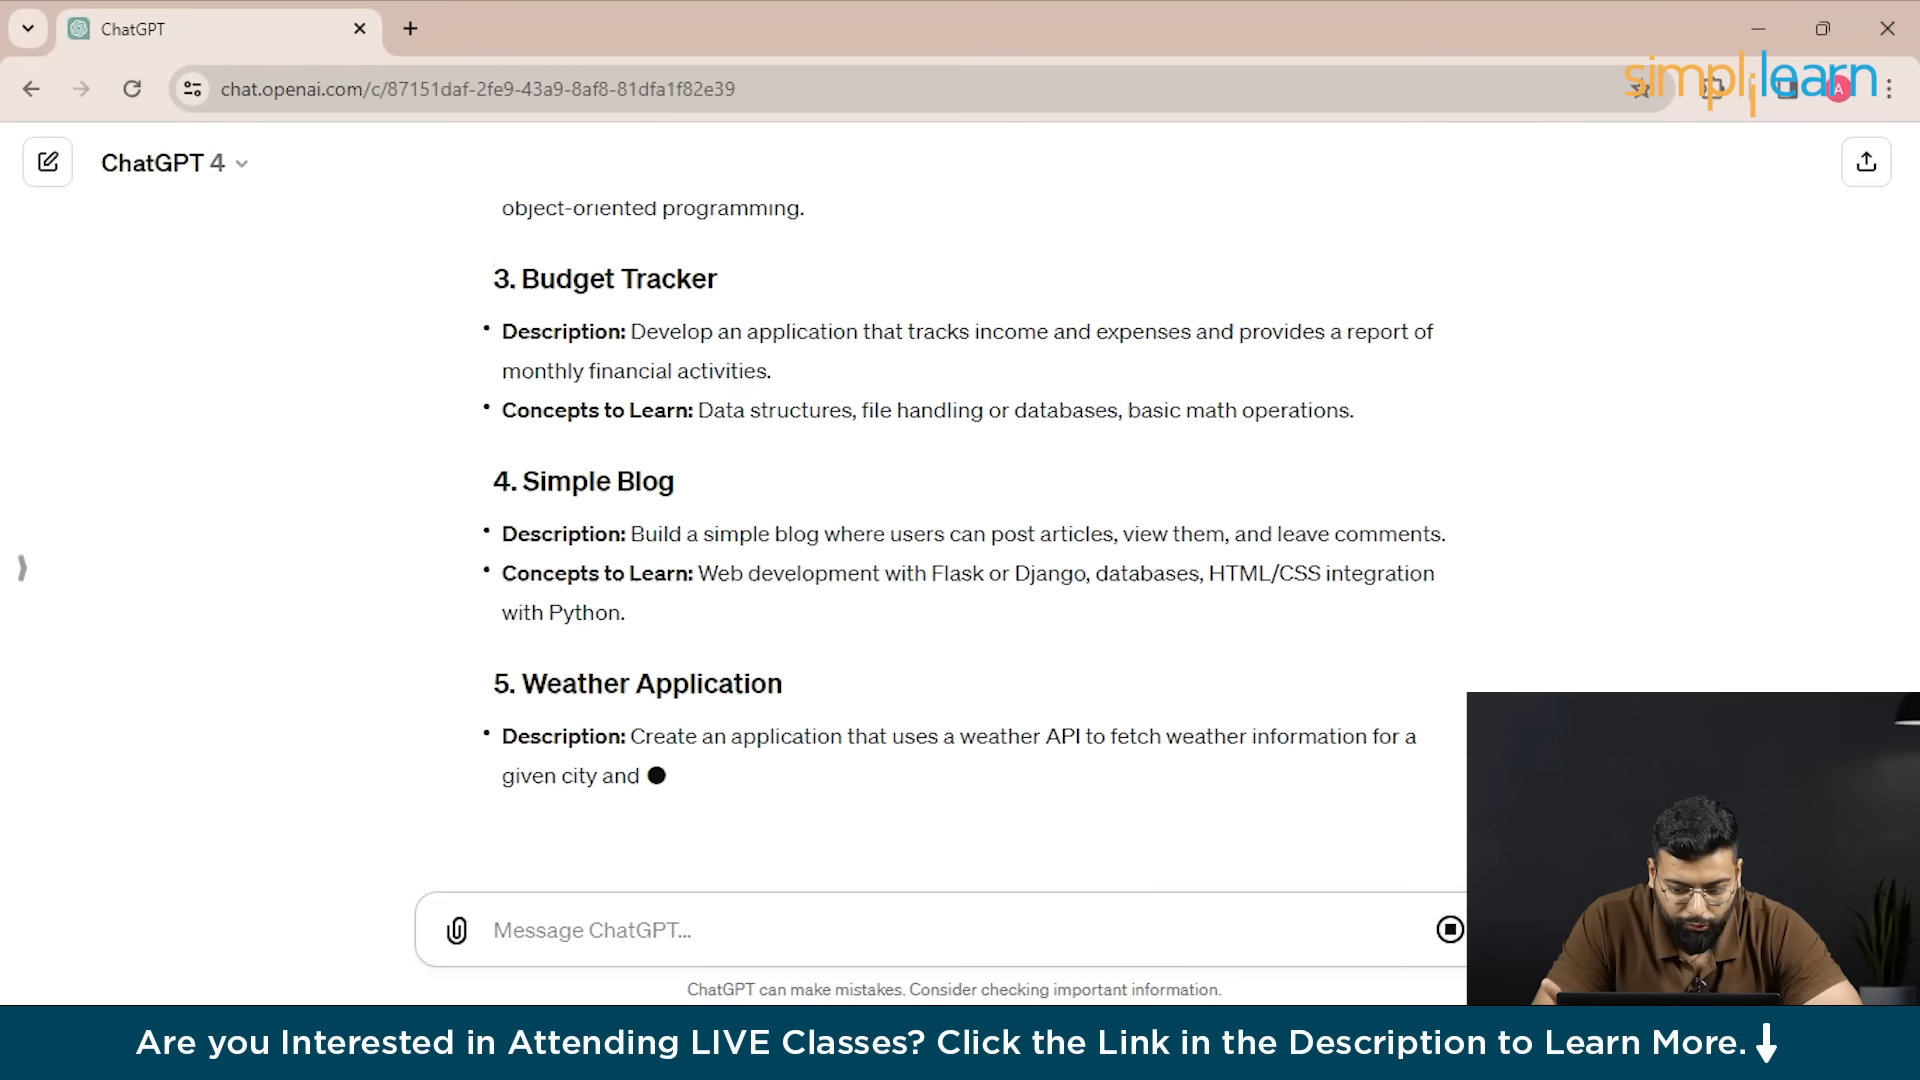 ChatGPT
chat.openai.com/c/87151daf-2fe9-43a9-8af8-81dfa1f82e39
simplilearn
A
ChatGPT 4
object-oriented programming.
3. Budget Tracker
• Description: Develop an application that tracks income and expenses and provides a report of
monthly financial activities.
• Concepts to Learn: Data structures, file handling or databases, basic math operations.
4. Simple Blog
• Description: Build a simple blog where users can post articles, view them, and leave comments.
• Concepts to Learn: Web development with Flask or Django, databases, HTML/CSS integration
with Python.
5. Weather Application
• Description: Create an application that uses a weather API to fetch weather information for a
given city and
Message ChatGPT...
ChatGPT can make mistakes. Consider checking important information.
Are you Interested in Attending LIVE Classes? Click the Link in the Description to Learn More.